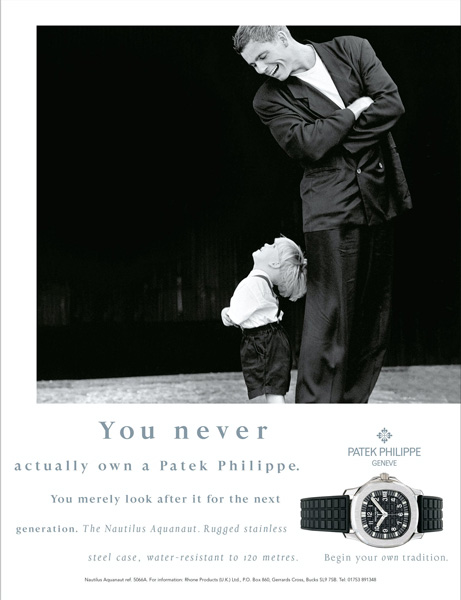 You never
actually own a Patek Philippe.
You merely look after it for the next
generation. The Nautilus Aquanaut. Rugged stainless
steel case, water-resistant to 120 metres.
PATEK PHILIPPE
GENEVE
Begin your own tradition.
Nautilus Aquanaut ref. 5066A. For information: Rhone Products (U.K.) Ltd., P.O. Box 860, Gerrards Cross, Bucks SL9 7SB. Tel: 01753 891348